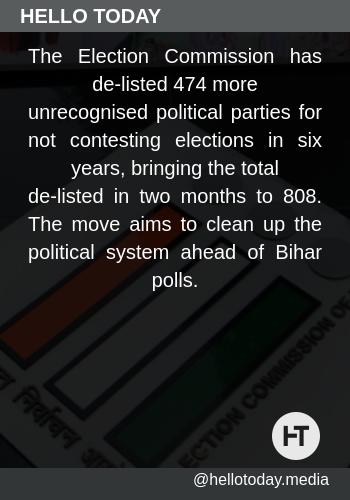 HELLO TODAY
The Election Commission has
de-listed 474 more
unrecognised political parties for
not contesting elections in six
years, bringing the total
de-listed in two months to 808.
The move aims to clean up the
political system ahead of Bihar
polls.
निर्वाचन
ECTION COMMISSION OF
HT
@hellotoday.media